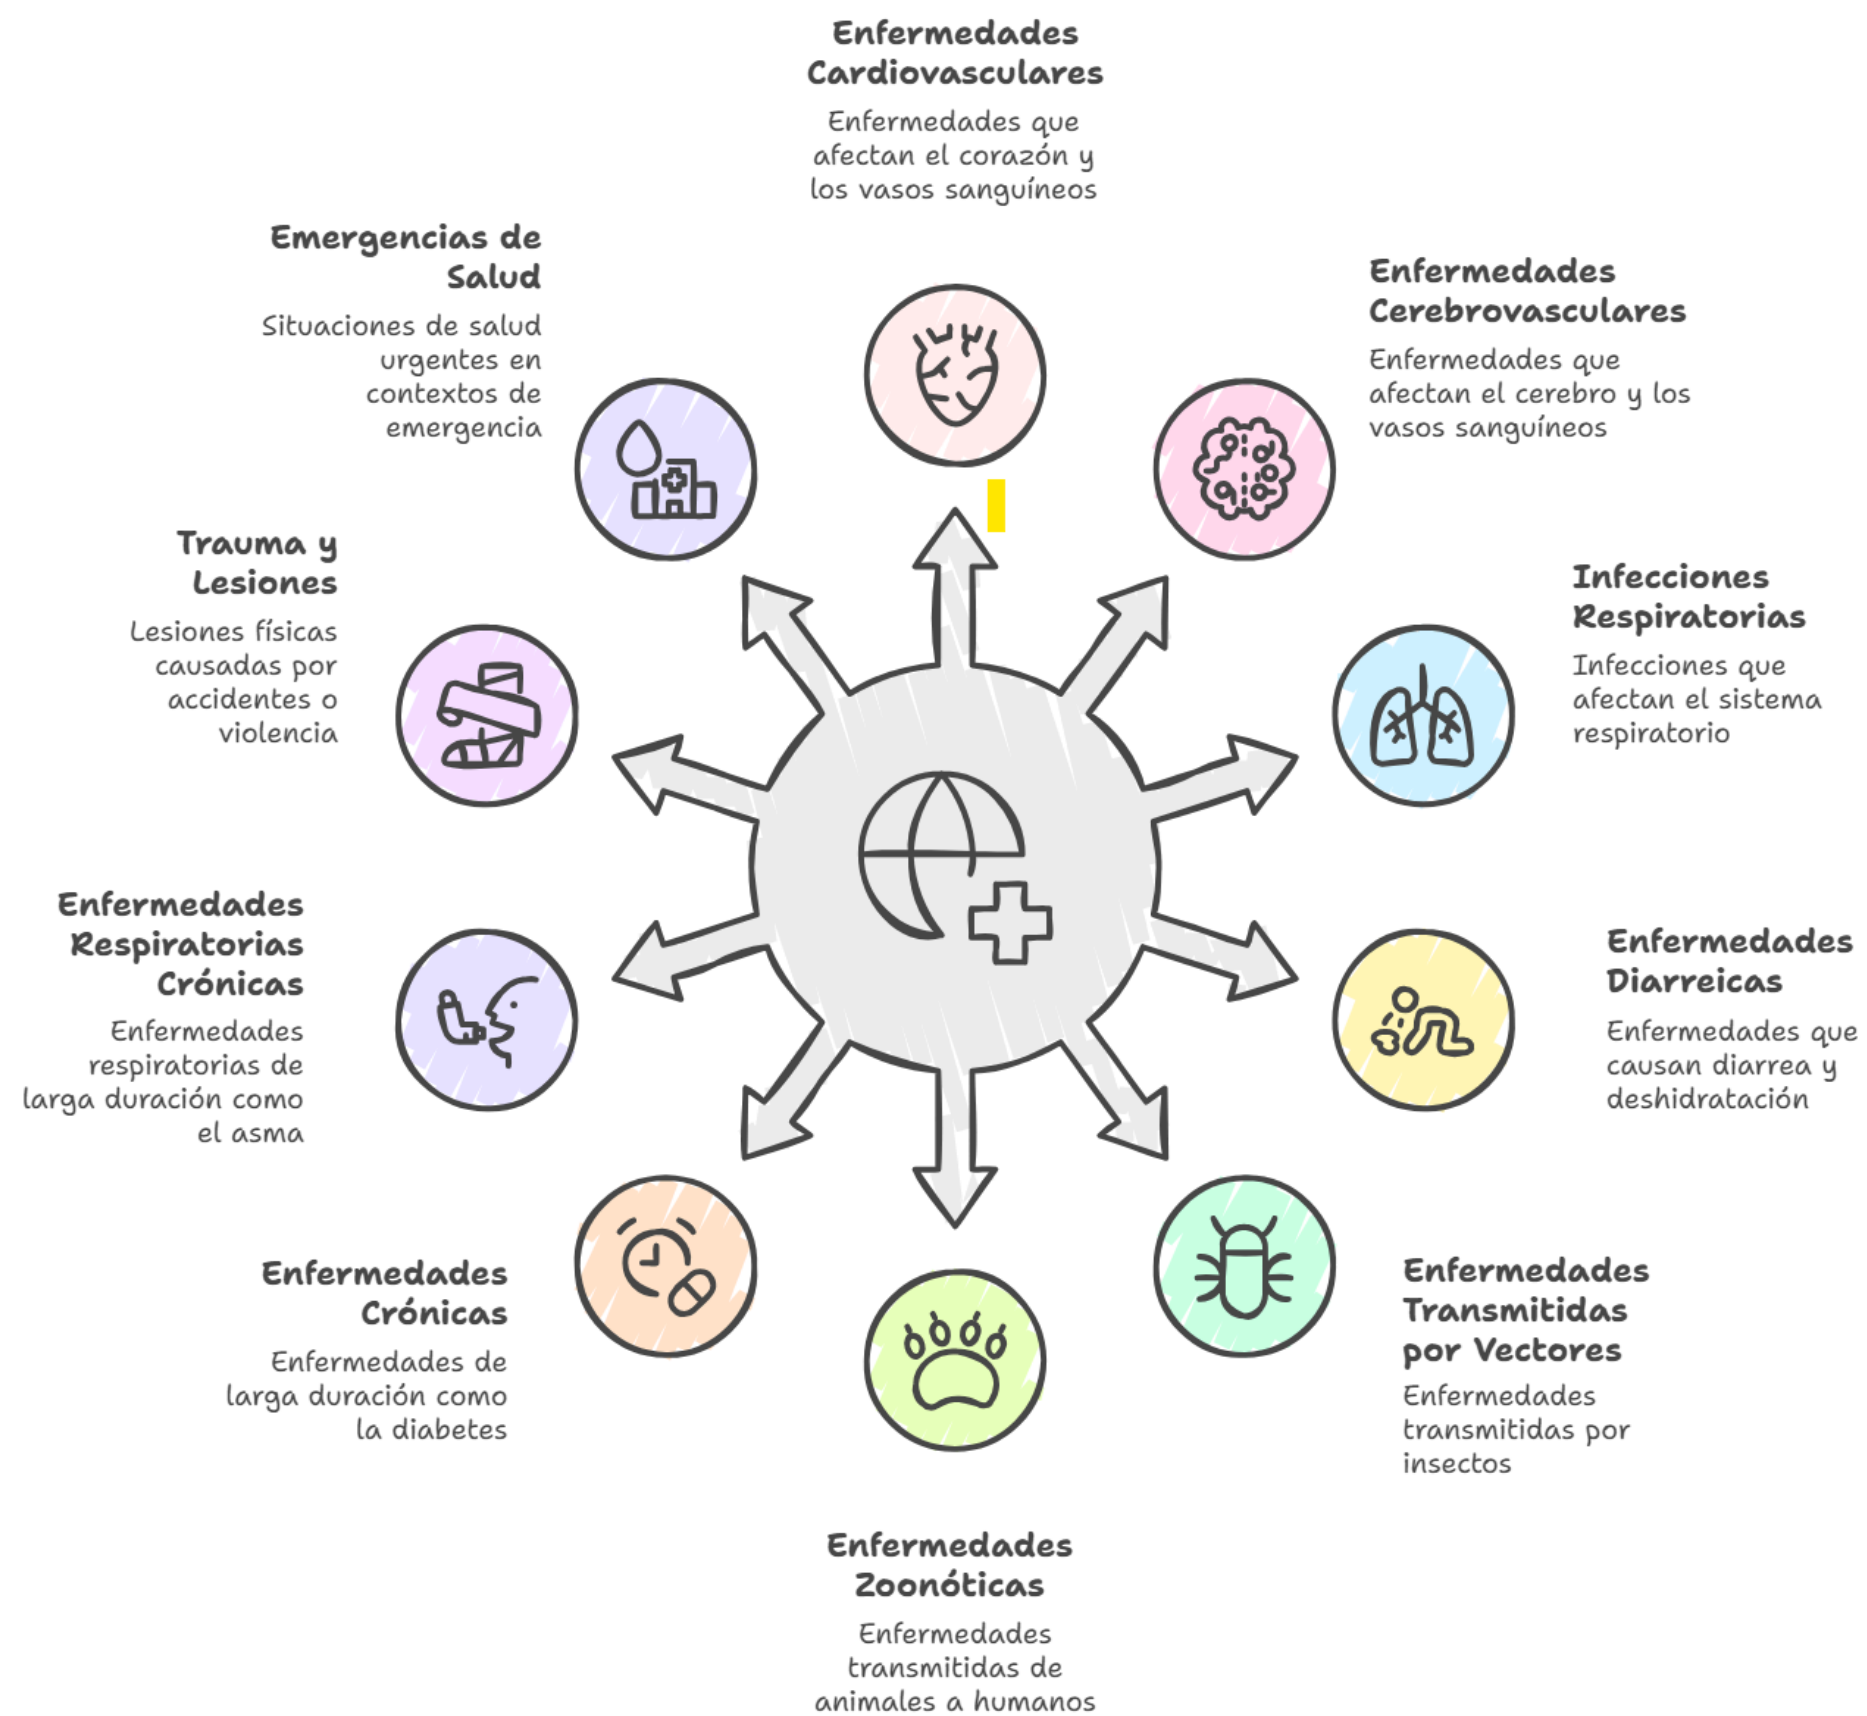 Enfermedades
Cardiovasculares
Enfermedades que
afectan el corazón y
los vasos sanguíneos
Emergencias de
Salud
Situaciones de salud
urgentes en
contextos de
emergencia
Enfermedades
Cerebrovasculares
Enfermedades que
afectan el cerebro y los
vasos sanguíneos
Trauma y
Lesiones
Lesiones físicas
causadas por
accidentes o
violencia
Infecciones
Respiratorias
Infecciones que
afectan el sistema
respiratorio
Enfermedades
Respiratorias
Crónicas
Enfermedades
respiratorias de
larga duración como
el asma
Enfermedades
Diarreicas
Enfermedades que
causan diarrea y
deshidratación
Enfermedades
Crónicas
Enfermedades de
larga duración como
la diabetes
Enfermedades
Transmitidas
por Vectores
Enfermedades
transmitidas por
insectos
Enfermedades
Zoonóticas
Enfermedades
transmitidas de
animales a humanos